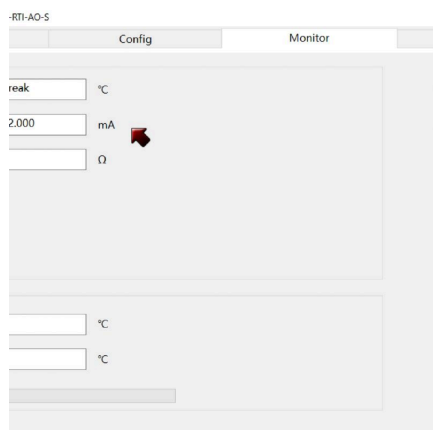 -RTI-AO-S
Config Monitor
reak ℃
2.000 mA
Ω
℃
℃